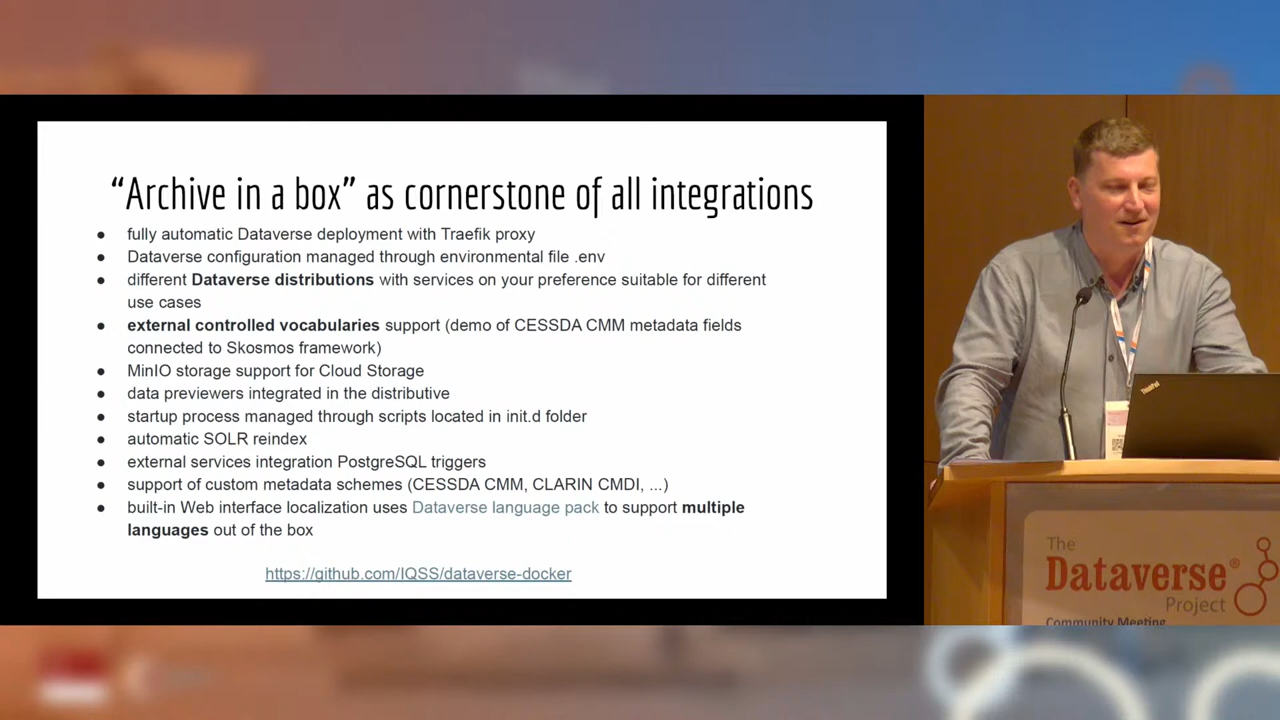 “Archive in a box” as cornerstone of all integrations
● fully automatic Dataverse deployment with Traefik proxy
● Dataverse configuration managed through environmental file .env
● different Dataverse distributions with services on your preference suitable for different
use cases
● external controlled vocabularies support (demo of CESSDA CMM metadata fields
connected to Skosmos framework)
● MinIO storage support for Cloud Storage
● data previewers integrated in the distributive
● startup process managed through scripts located in init.d folder
● automatic SOLR reindex
● external services integration PostgreSQL triggers
● support of custom metadata schemes (CESSDA CMM, CLARIN CMDI, ...)
● built-in Web interface localization uses Dataverse language pack to support multiple
languages out of the box
https://github.com/IQSS/dataverse-docker
ThinkPad
The
Dataverse®
Project
Community Meeting